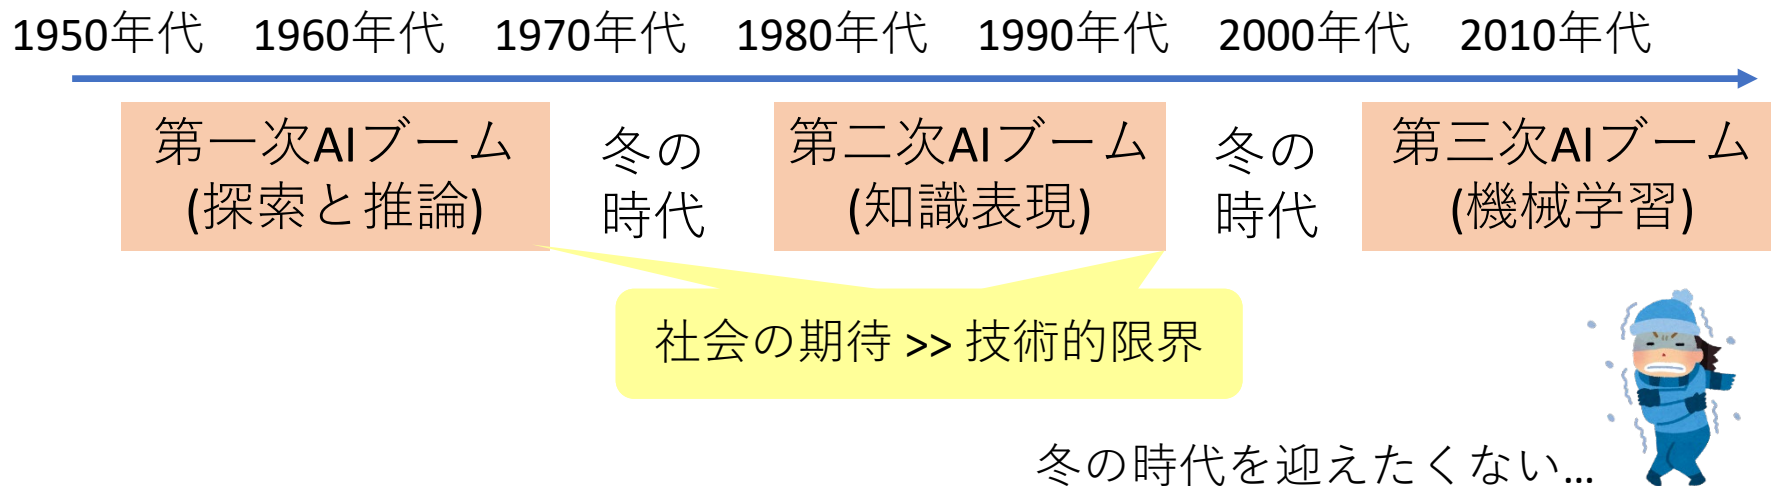 1950年代 1960年代 1970年代 1980年代 1990年代 2000年代 2010年代
第一次AIブーム
(探索と推論)
冬の
時代
第二次AIブーム
(知識表現)
冬の
時代
第三次AIブーム
(機械学習)
社会の期待 >> 技術的限界
冬の時代を迎えたくない…